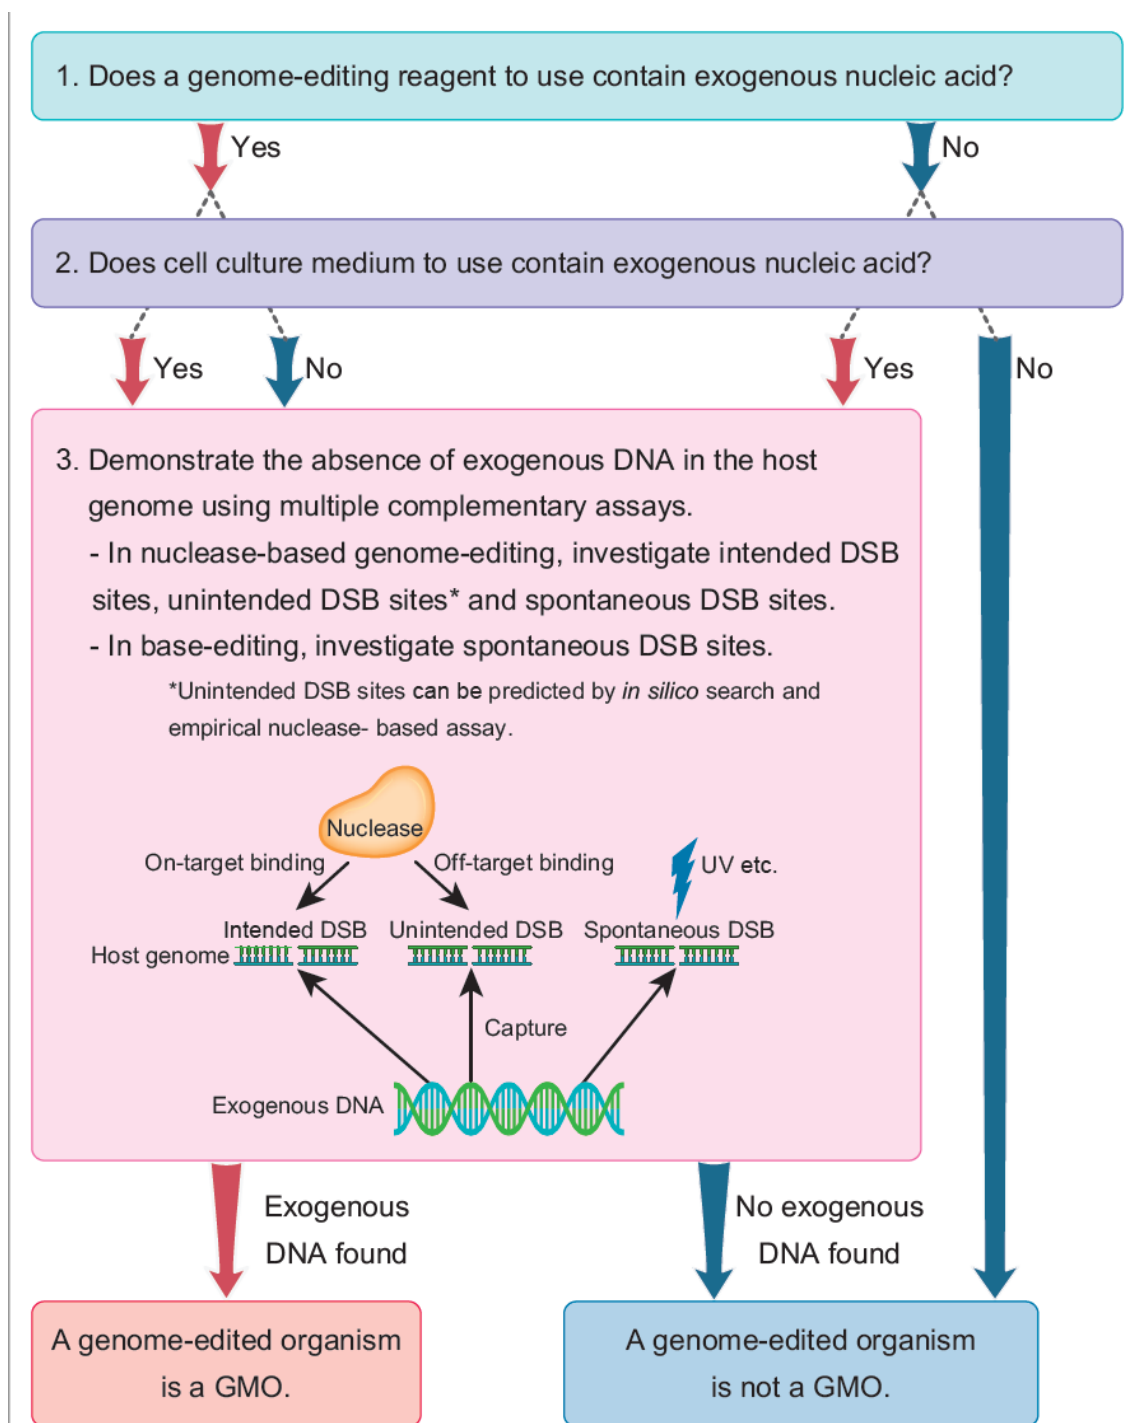 1. Does a genome-editing reagent to use contain exogenous nucleic acid?
Yes
No
2. Does cell culture medium to use contain exogenous nucleic acid?
Yes
No
Yes
No
3. Demonstrate the absence of exogenous DNA in the host
genome using multiple complementary assays.
- In nuclease-based genome-editing, investigate intended DSB
sites, unintended DSB sites* and spontaneous DSB sites.
- In base-editing, investigate spontaneous DSB sites.
*Unintended DSB sites can be predicted by in silico search and
empirical nuclease- based assay.
Nuclease
On-target binding
Off-target binding
UV etc.
Intended DSB
Unintended DSB
Spontaneous DSB
Host genome
Capture
Exogenous DNA
Exogenous
DNA found
No exogenous
DNA found
A genome-edited organism
is a GMO.
A genome-edited organism
is not a GMO.